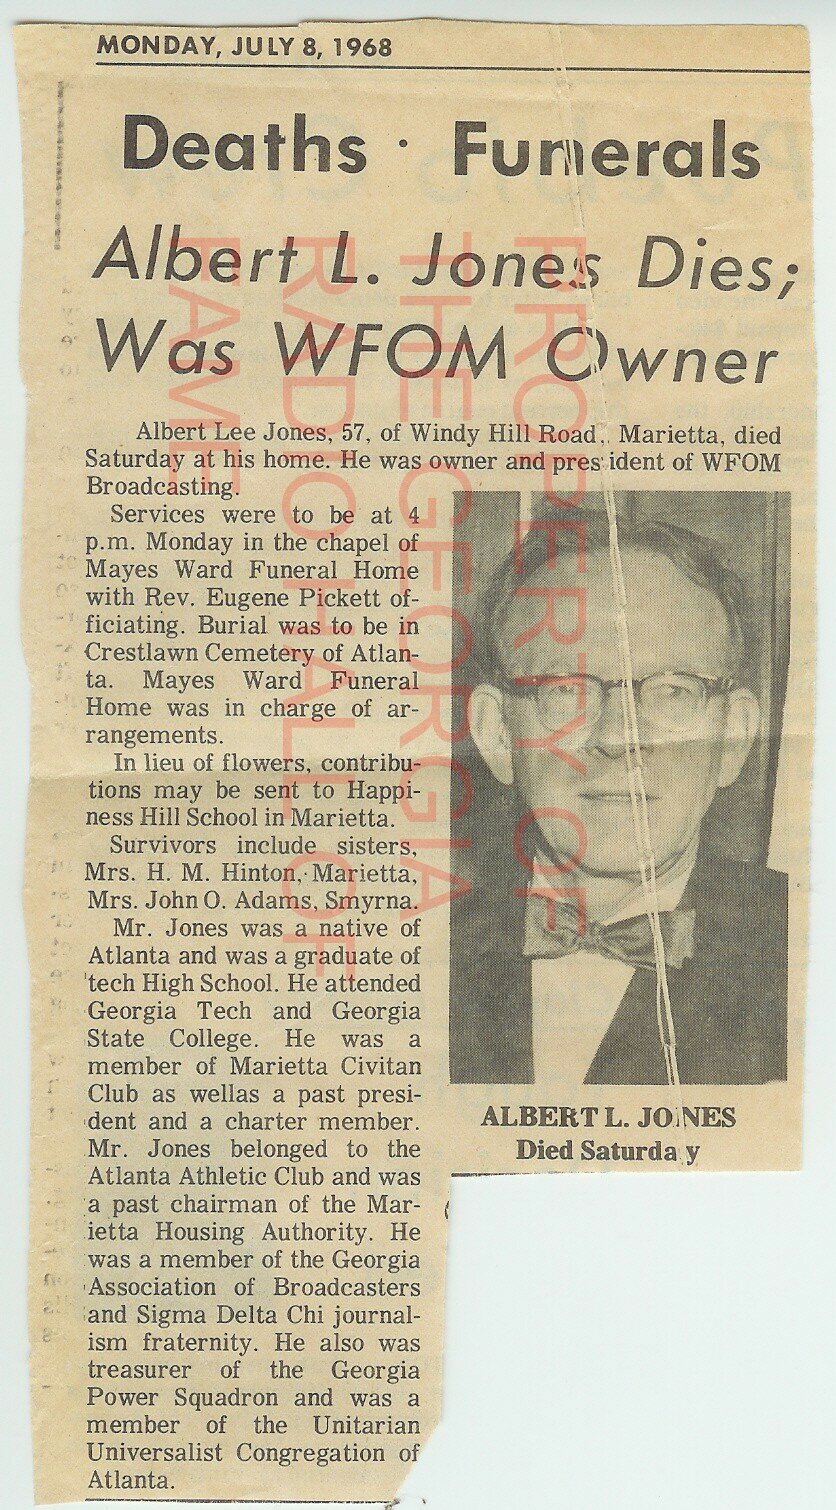 MONDAY, JULY 8, 1968
Deaths · Funerals
Albert L. Jones Dies;
Was WFOM Owner
Albert Lee Jones, 57, of Windy Hill Road, Marietta, died
Saturday at his home. He was owner and president of WFOM
Broadcasting.
Services were to be at 4
p.m. Monday in the chapel of
Mayes Ward Funeral Home
with Rev. Eugene Pickett of-
ficiating. Burial was to be in
Crestlawn Cemetery of Atlan-
ta. Mayes Ward Funeral
Home was in charge of ar-
rangements.
In lieu of flowers, contribu-
tions may be sent to Happi-
ness Hill School in Marietta.
Survivors include sisters,
Mrs. H. M. Hinton, Marietta,
Mrs. John O. Adams, Smyrna.
Mr. Jones was a native of
Atlanta and was a graduate of
tech High School. He attended
Georgia Tech and Georgia
State College. He was a
member of Marietta Civitan
Club as wellas a past presi-
dent and a charter member.
Mr. Jones belonged to the
Atlanta Athletic Club and was
a past chairman of the Mar-
ietta Housing Authority. He
was a member of the Georgia
Association of Broadcasters
and Sigma Delta Chi journal-
ism fraternity. He also was
treasurer of the Georgia
Power Squadron and was a
member of the Unitarian
Universalist Congregation of
Atlanta.
ALBERT L. JONES
Died Saturday
PROPERTY OF
THE GEORGIA
RADIO HALL OF
FAME